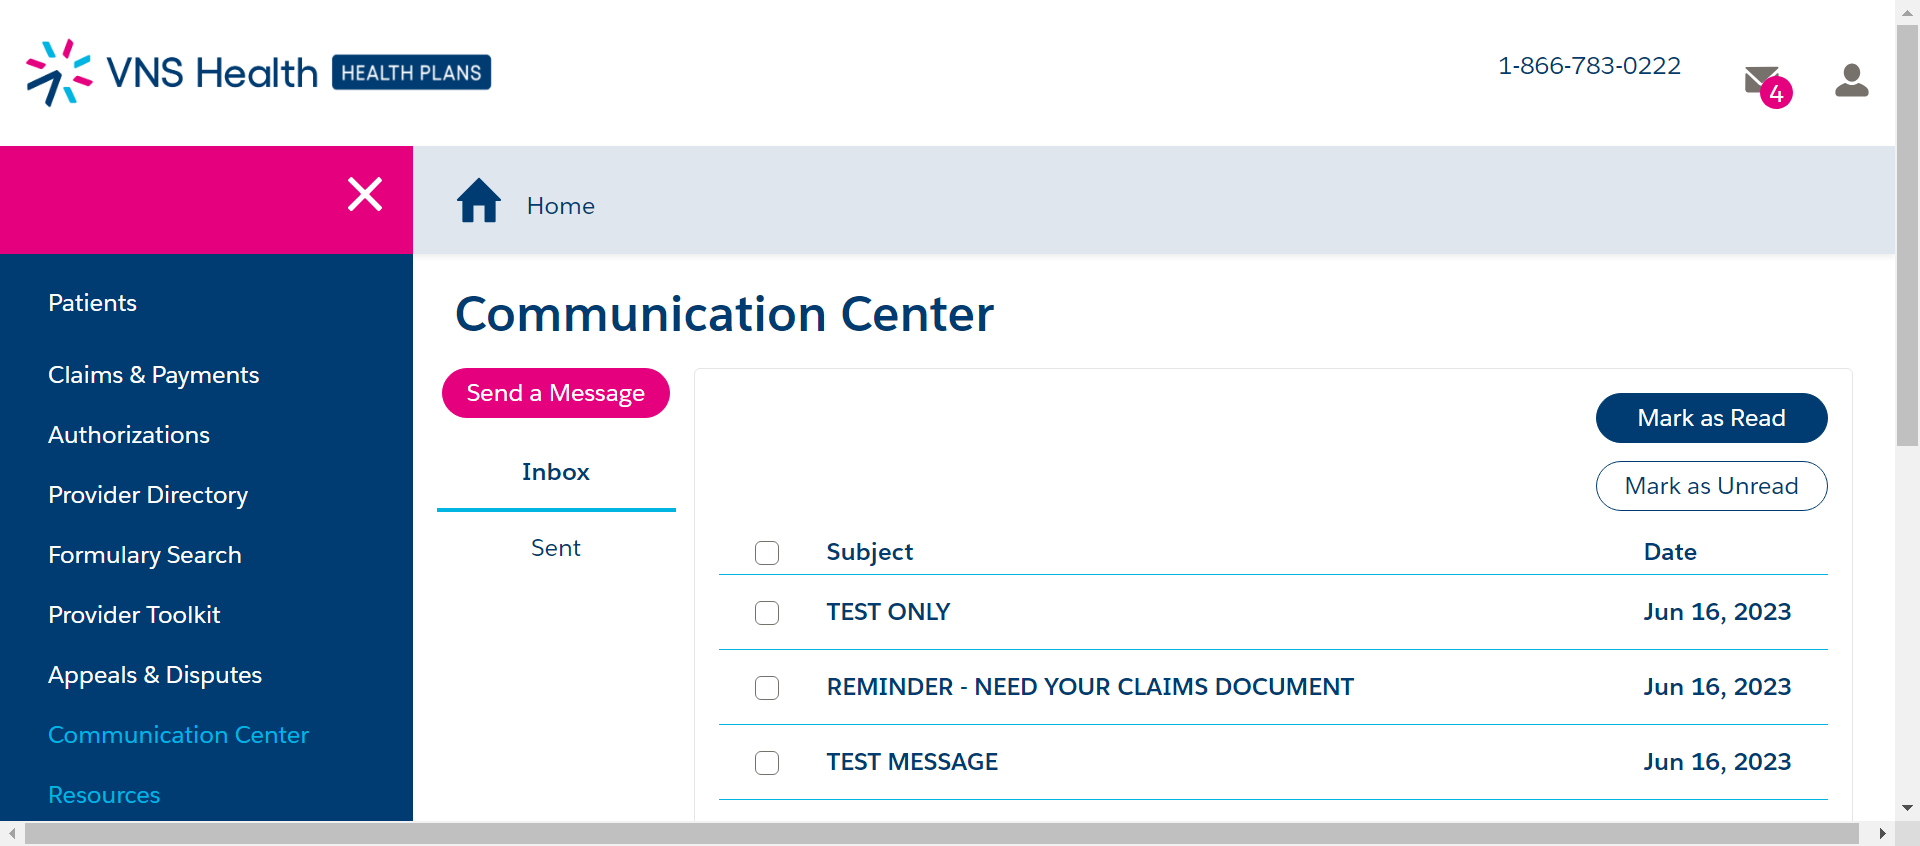 VNS Health HEALTH PLANS
1-866-783-0222
4
Home
Patients
Claims & Payments
Authorizations
Provider Directory
Formulary Search
Provider Toolkit
Appeals & Disputes
Communication Center
Resources
Communication Center
Send a Message
Inbox
Sent
Mark as Read
Mark as Unread
Subject Date
TEST ONLY Jun 16, 2023
REMINDER - NEED YOUR CLAIMS DOCUMENT Jun 16, 2023
TEST MESSAGE Jun 16, 2023